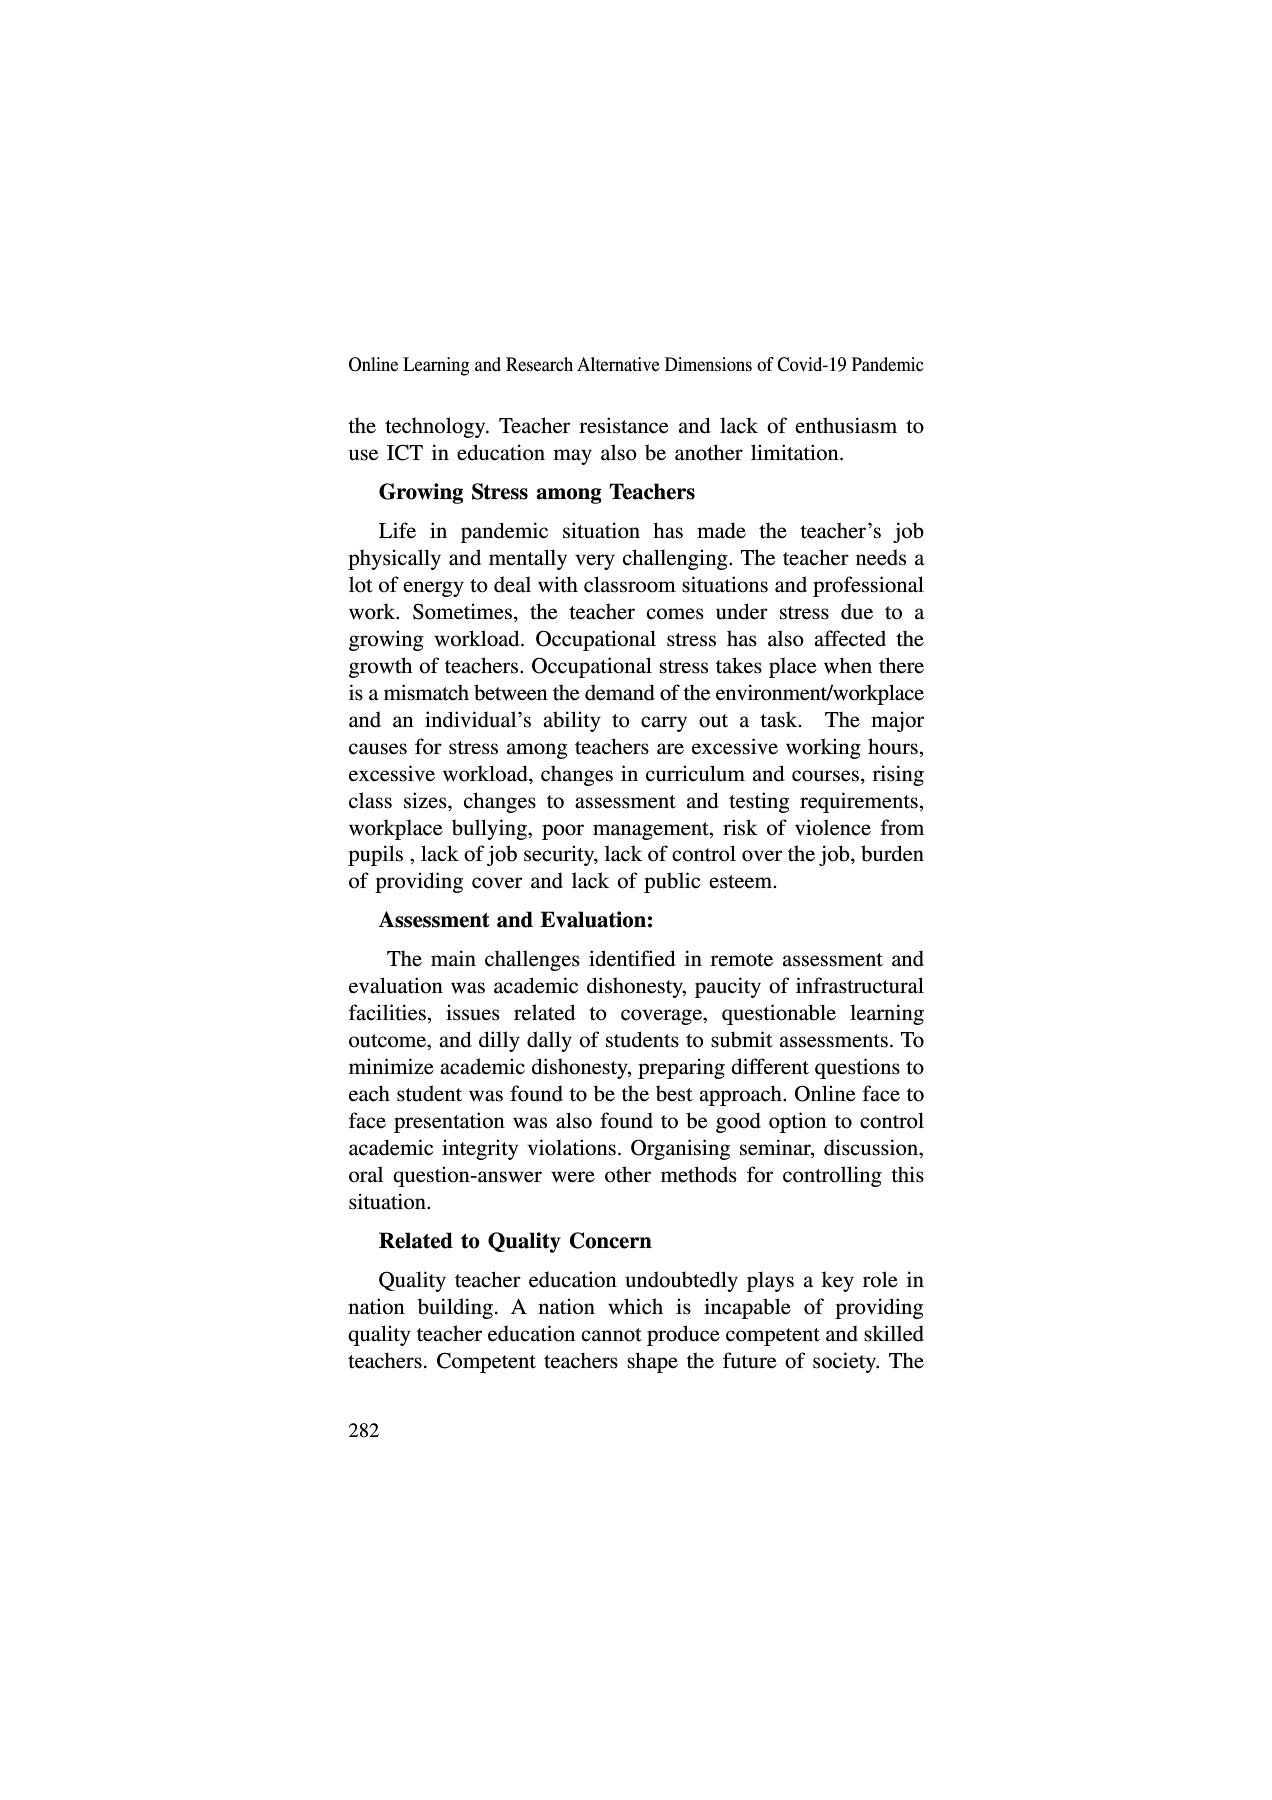 Online Learning and Research Alternative Dimensions of Covid-19 Pandemic
the technology. Teacher resistance and lack of enthusiasm to
use ICT in education may also be another limitation.
Growing Stress among Teachers
Life in pandemic situation has made the teacher’s job
physically and mentally very challenging. The teacher needs a
lot of energy to deal with classroom situations and professional
work. Sometimes, the teacher comes under stress due to a
growing workload. Occupational stress has also affected the
growth of teachers. Occupational stress takes place when there
is a mismatch between the demand of the environment/workplace
and an individual’s ability to carry out a task. The major
causes for stress among teachers are excessive working hours,
excessive workload, changes in curriculum and courses, rising
class sizes, changes to assessment and testing requirements,
workplace bullying, poor management, risk of violence from
pupils , lack of job security, lack of control over the job, burden
of providing cover and lack of public esteem.
Assessment and Evaluation:
The main challenges identified in remote assessment and
evaluation was academic dishonesty, paucity of infrastructural
facilities, issues related to coverage, questionable learning
outcome, and dilly dally of students to submit assessments. To
minimize academic dishonesty, preparing different questions to
each student was found to be the best approach. Online face to
face presentation was also found to be good option to control
academic integrity violations. Organising seminar, discussion,
oral question-answer were other methods for controlling this
situation.
Related to Quality Concern
Quality teacher education undoubtedly plays a key role in
nation building. A nation which is incapable of providing
quality teacher education cannot produce competent and skilled
teachers. Competent teachers shape the future of society. The
282